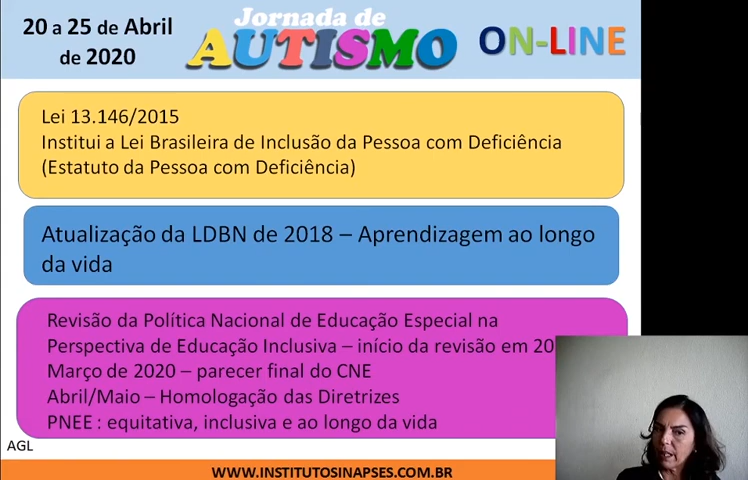 20 a 25 de Abril
de 2020
Jornada de
AUTISMO
ON-LINE
Lei 13.146/2015
Institui a Lei Brasileira de Inclusão da Pessoa com Deficiência
(Estatuto da Pessoa com Deficiência)
Atualização da LDBN de 2018 – Aprendizagem ao longo
da vida
Revisão da Política Nacional de Educação Especial na
Perspectiva de Educação Inclusiva – início da revisão em 20
Março de 2020 – parecer final do CNE
Abril/Maio – Homologação das Diretrizes
PNEE : equitativa, inclusiva e ao longo da vida
AGL
WWW.INSTITUTOSINAPSES.COM.BR